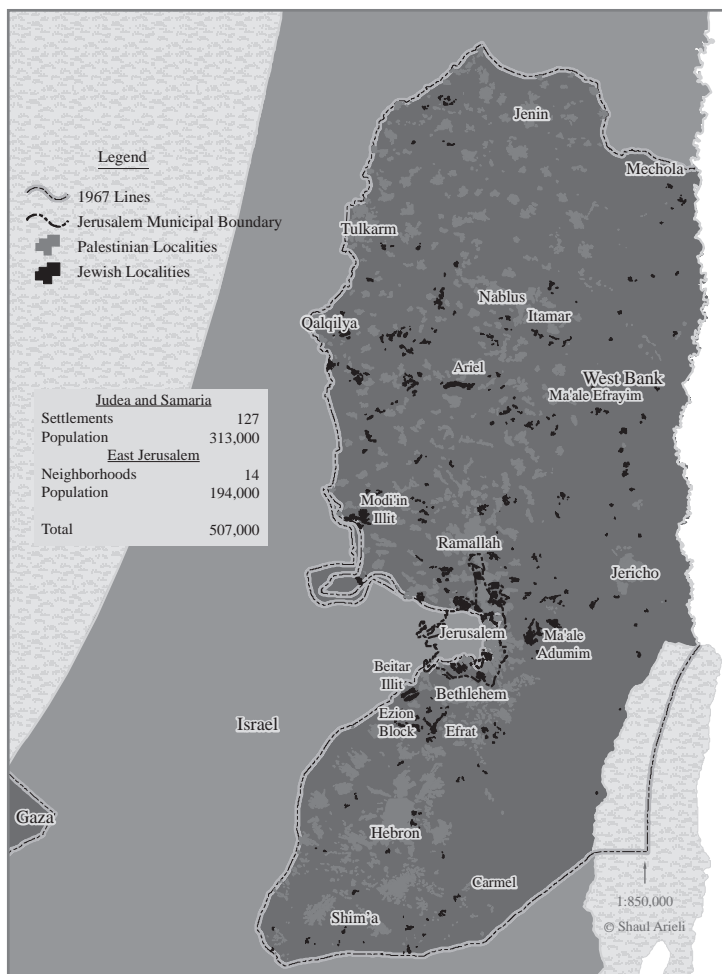 Jenin
Legend
Mechola
1967 Lines
Jerusalem Municipal Boundary
Tulkarm
Palestinian Localities
Jewish Localities
Nablus
Itamar
Qalqilya
Ariel
West Bank
Ma'ale Efrayim
Judea and Samaria
Settlements 127
Population 313,000
East Jerusalem
Neighborhoods 14
Population 194,000
Total 507,000
Modi'in
Illit
Ramallah
Jericho
Jerusalem
Ma'ale
Adumim
Beitar
Illit
Bethlehem
Israel
Ezion
Block
Efrat
Gaza
Hebron
Carmel
Shim'a
1:850,000
© Shaul Arieli